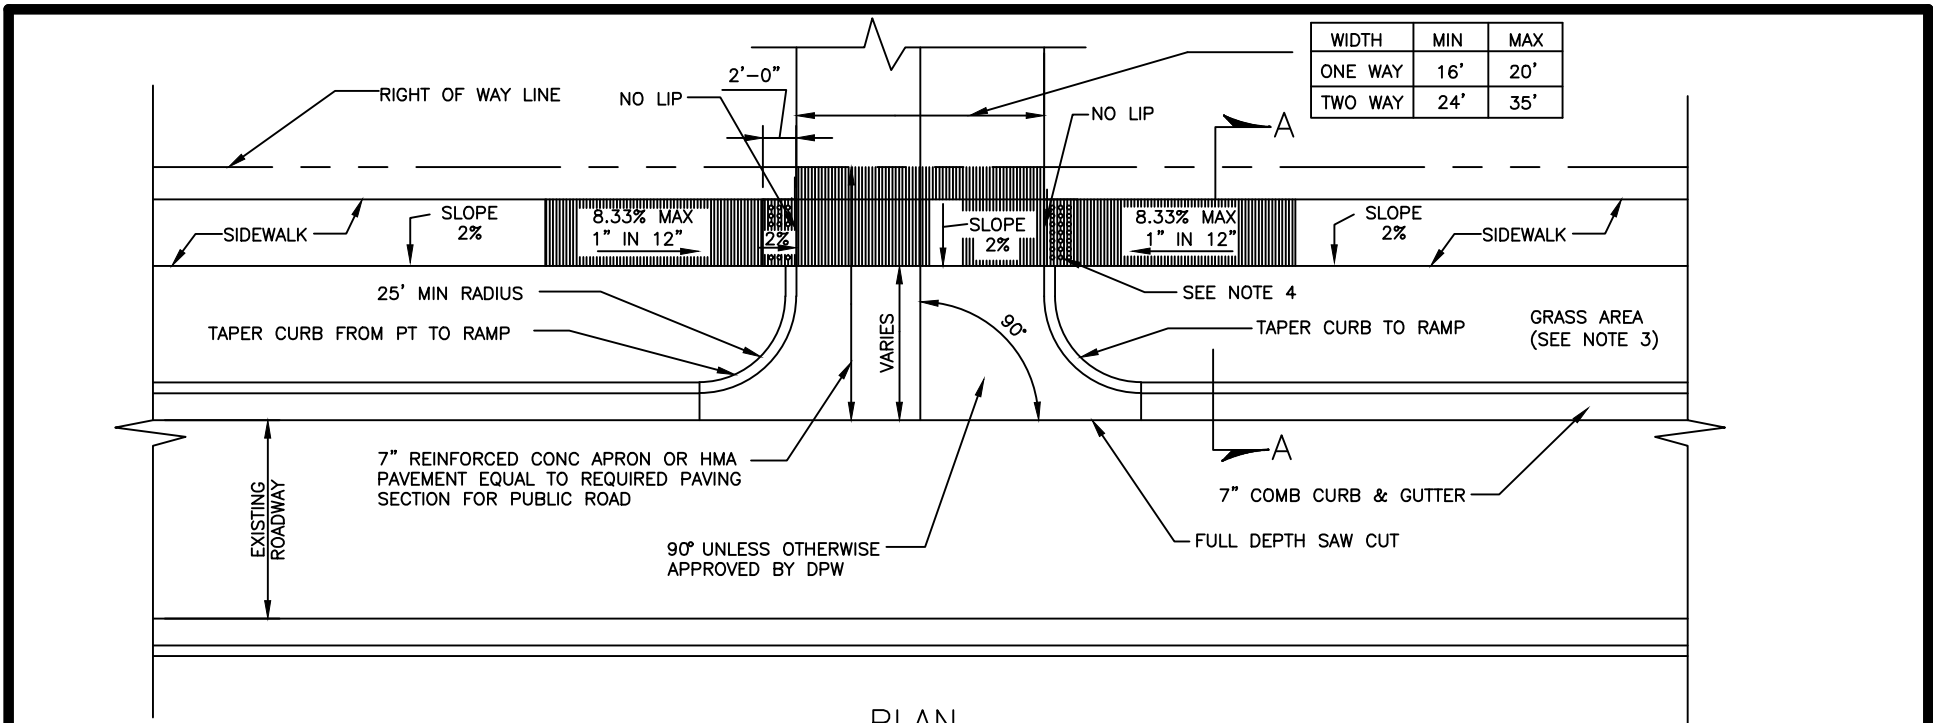 WIDTH MIN MAX
ONE WAY 16' 20'
TWO WAY 24' 35'
2'-0"
RIGHT OF WAY LINE
NO LIP
NO LIP
A
SLOPE
2%
8.33% MAX
1" IN 12"
2%
SLOPE
2%
8.33% MAX
1" IN 12"
SLOPE
2%
SIDEWALK
SIDEWALK
25' MIN RADIUS
SEE NOTE 4
TAPER CURB FROM PT TO RAMP
VARIES
90°
TAPER CURB TO RAMP
GRASS AREA
(SEE NOTE 3)
A
7" REINFORCED CONC APRON OR HMA
PAVEMENT EQUAL TO REQUIRED PAVING
SECTION FOR PUBLIC ROAD
7" COMB CURB & GUTTER
EXISTING
ROADWAY
FULL DEPTH SAW CUT
90° UNLESS OTHERWISE
APPROVED BY DPW
PLAN